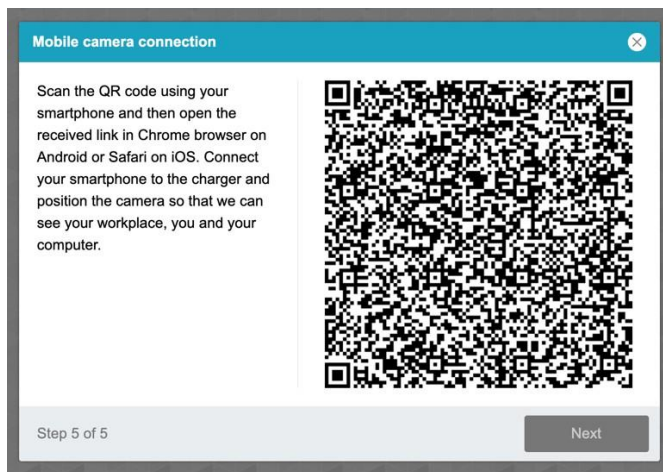 Mobile camera connection
Scan the QR code using your
smartphone and then open the
received link in Chrome browser on
Android or Safari on iOS. Connect
your smartphone to the charger and
position the camera so that we can
see your workplace, you and your
computer.
Step 5 of 5
Next